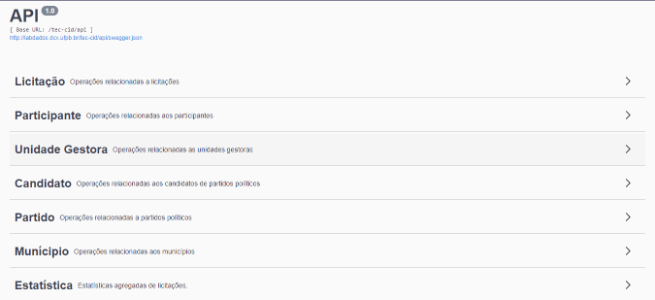 API 1.0
[ Base URL: /tec-cid/api ]
http://labdados.dcx.ufpb.br/tec-cid/api/swagger.json
Licitação Operações relacionadas a licitações
Participante Operações relacionadas aos participantes
Unidade Gestora Operações relacionadas as unidades gestoras
Candidato Operações relacionadas aos candidatos de partidos políticos
Partido Operações relacionadas a partidos políticos
Município Operações relacionadas aos municípios
Estatística Estatísticas agregadas de licitações.